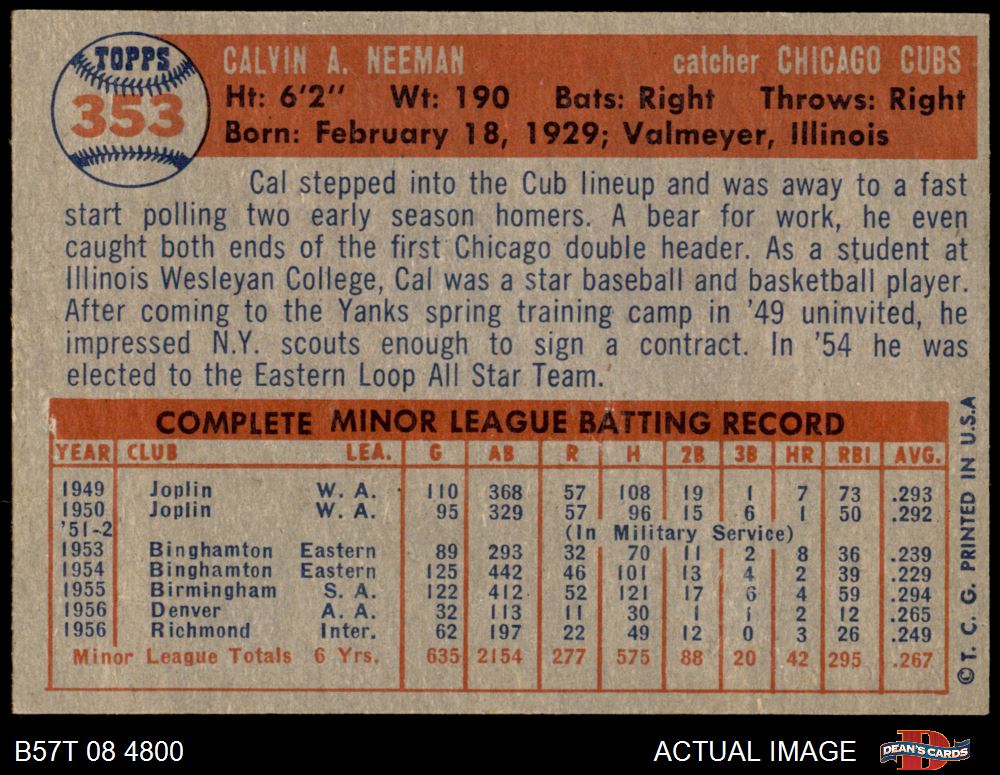 TOPPS
353
CALVIN A. NEEMAN catcher CHICAGO CUBS
Ht: 6'2" Wt: 190 Bats: Right Throws: Right
Born: February 18, 1929; Valmeyer, Illinois
Cal stepped into the Cub lineup and was away to a fast
start polling two early season homers. A bear for work, he even
caught both ends of the first Chicago double header. As a student at
Illinois Wesleyan College, Cal was a star baseball and basketball player.
After coming to the Yanks spring training camp in '49 uninvited, he
impressed N.Y. scouts enough to sign a contract. In '54 he was
elected to the Eastern Loop All Star Team.
COMPLETE MINOR LEAGUE BATTING RECORD
YEAR CLUB LEA. G AB R H 2B 3B HR RBI AVG.
1949 Joplin W. A. 110 368 57 108 19 1 7 73 .293
1950 Joplin W. A. 95 329 57 96 15 6 1 50 .292
'51-2 (In Military Service)
1953 Binghamton Eastern 89 293 32 70 11 2 8 36 .239
1954 Binghamton Eastern 125 442 46 101 13 4 2 39 .229
1955 Birmingham S. A. 122 412 52 121 17 6 4 59 .294
1956 Denver A. A. 32 113 11 30 1 1 2 12 .265
1956 Richmond Inter. 62 197 22 49 12 0 3 26 .249
Minor League Totals 6 Yrs. 635 2154 277 575 88 20 42 295 .267
© T. C. G. PRINTED IN U.S.A
B57T 08 4800
ACTUAL IMAGE
D
DEAN'S CARDS